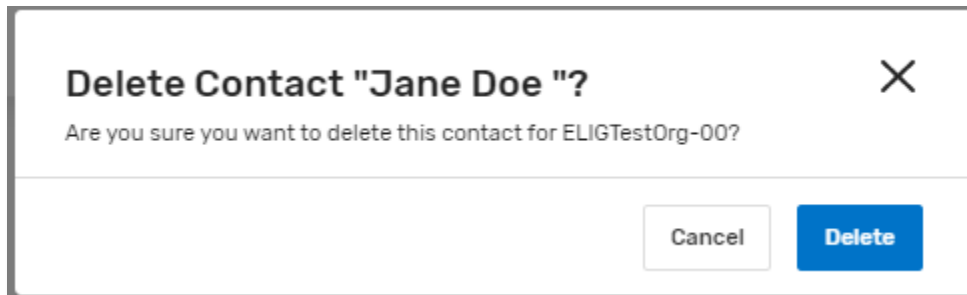 Delete Contact "Jane Doe "?
Are you sure you want to delete this contact for ELIGTestOrg-00?
Cancel
Delete